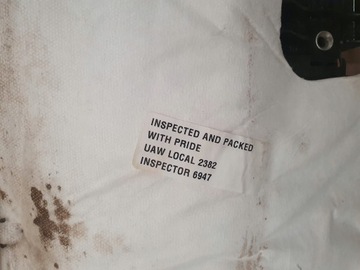 INSPECTED AND PACKED
WITH PRIDE
UAW LOCAL 2382
INSPECTOR 6947